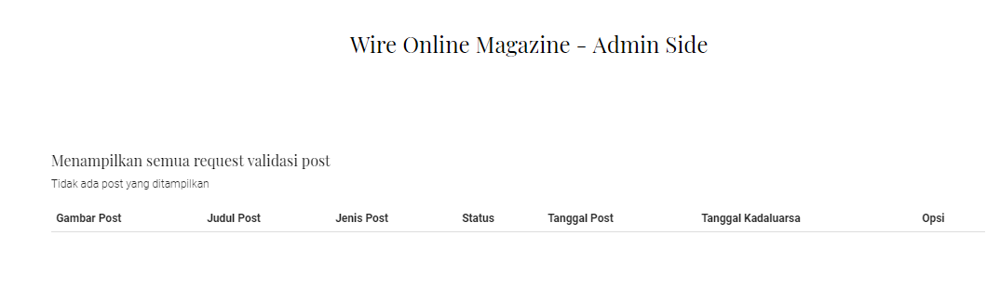 Wire Online Magazine - Admin Side
Menampilkan semua request validasi post
Tidak ada post yang ditampilkan
Gambar Post Judul Post Jenis Post Status Tanggal Post Tanggal Kadaluarsa Opsi